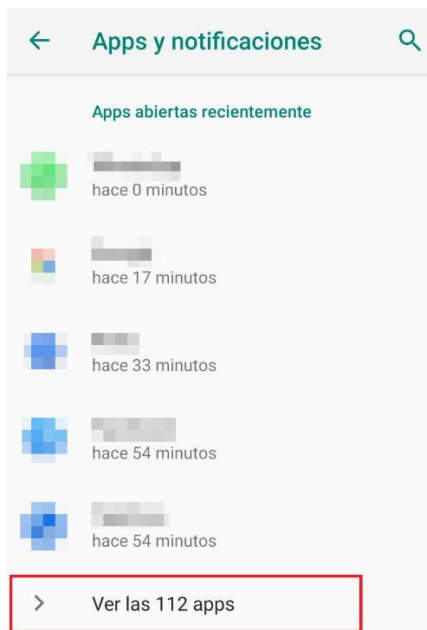 Apps y notificaciones
Apps abiertas recientemente
hace 0 minutos
hace 17 minutos
hace 33 minutos
hace 54 minutos
hace 54 minutos
Ver las 112 apps